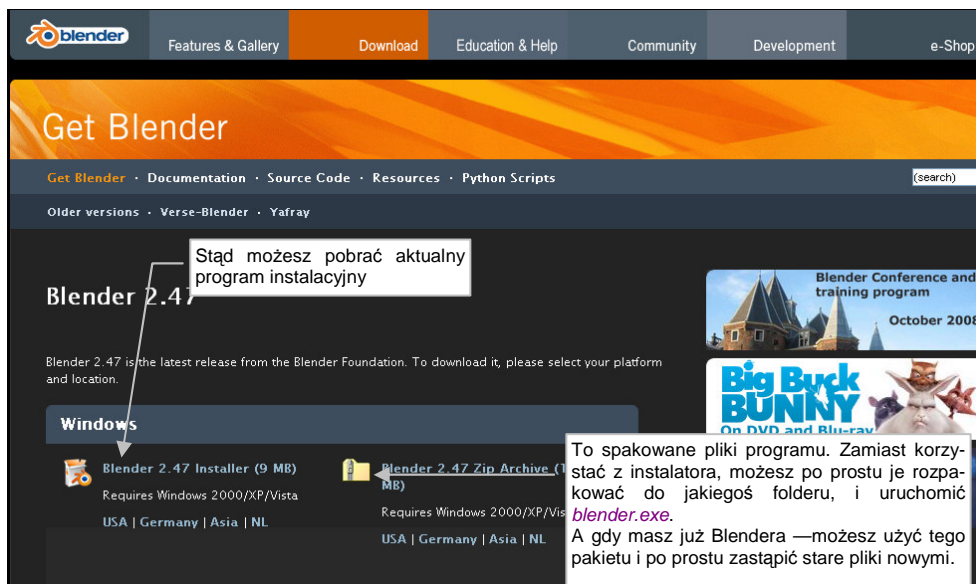 blender
Features & Gallery
Download
Education & Help
Community
Development
e-Shop
Get Blender
Get Blender · Documentation · Source Code · Resources · Python Scripts
(search)
Older versions · Verse-Blender · Yafray
Stąd możesz pobrać aktualny
program instalacyjny
Blender 2.47
Blender 2.47 is the latest release from the Blender Foundation. To download it, please select your platform
and location.
Blender Conference and
training program
October 2008
Big Buck
BUNNY
On DVD and Blu-ray
Windows
Blender 2.47 Installer (9 MB)
Requires Windows 2000/XP/Vista
USA | Germany | Asia | NL
Blender 2.47 Zip Archive
MB)
Requires Windows 2000/XP/Vis
USA | Germany | Asia | NL
To spakowane pliki programu. Zamiast korzy-
stać z instalatora, możesz po prostu je rozpa-
kować do jakiegoś folderu, i uruchomić
blender.exe.
A gdy masz już Blendera —możesz użyć tego
pakietu i po prostu zastąpić stare pliki nowymi.